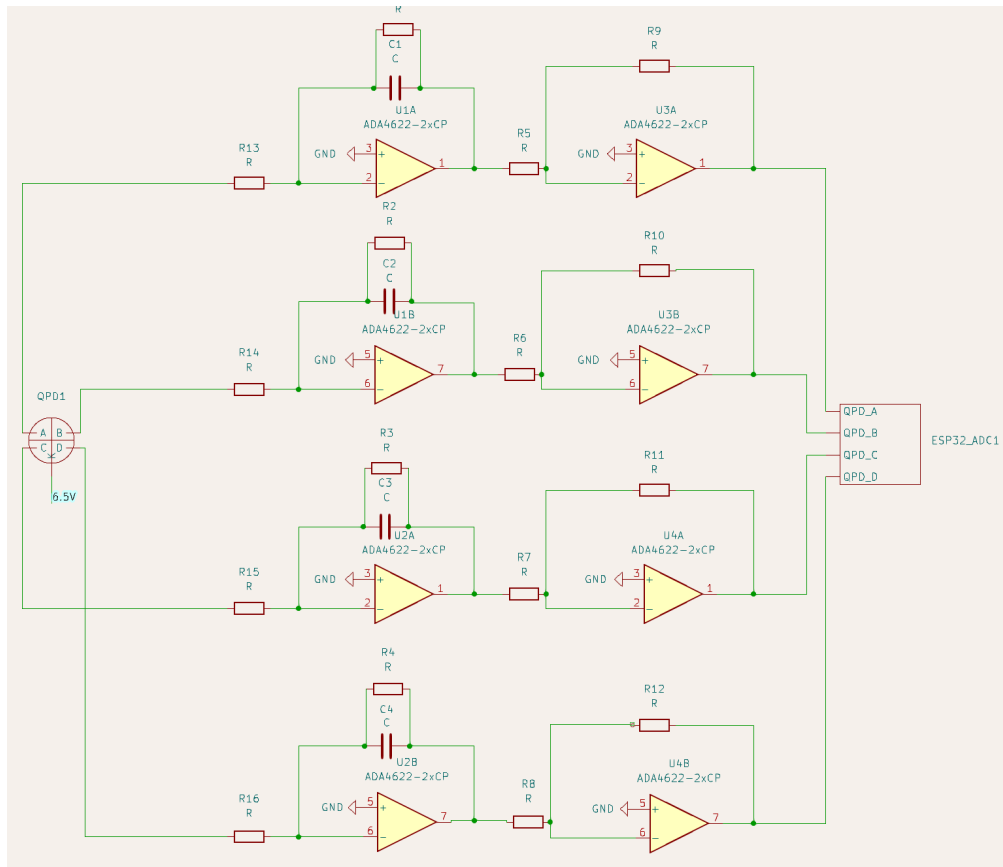 R
C1
C
U1A
ADA4622-2xCP
GND
3
+
2
−
1
R13
R
R5
R
R9
R
U3A
ADA4622-2xCP
GND
3
+
2
−
1
R2
R
C2
C
U1B
ADA4622-2xCP
GND
5
+
6
−
7
R14
R
R6
R
R10
R
U3B
ADA4622-2xCP
GND
5
+
6
−
7
QPD1
A B
C D
6.5V
QPD_A
QPD_B
QPD_C
QPD_D
ESP32_ADC1
R3
R
C3
C
U2A
ADA4622-2xCP
GND
3
+
2
−
1
R15
R
R7
R
R11
R
U4A
ADA4622-2xCP
GND
3
+
2
−
1
R4
R
C4
C
U2B
ADA4622-2xCP
GND
5
+
6
−
7
R16
R
R8
R
R12
R
U4B
ADA4622-2xCP
GND
5
+
6
−
7